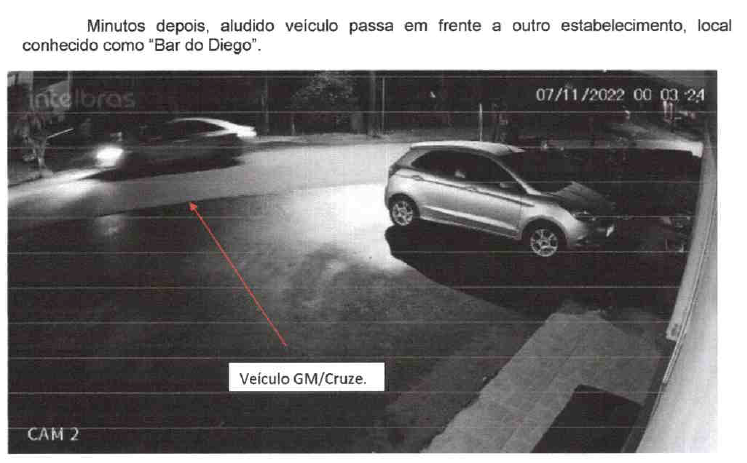 Minutos depois, aludido veículo passa em frente a outro estabelecimento, local
conhecido como “Bar do Diego”.
intelbras
07/11/2022 00 03 24
Veículo GM/Cruze.
CAM 2